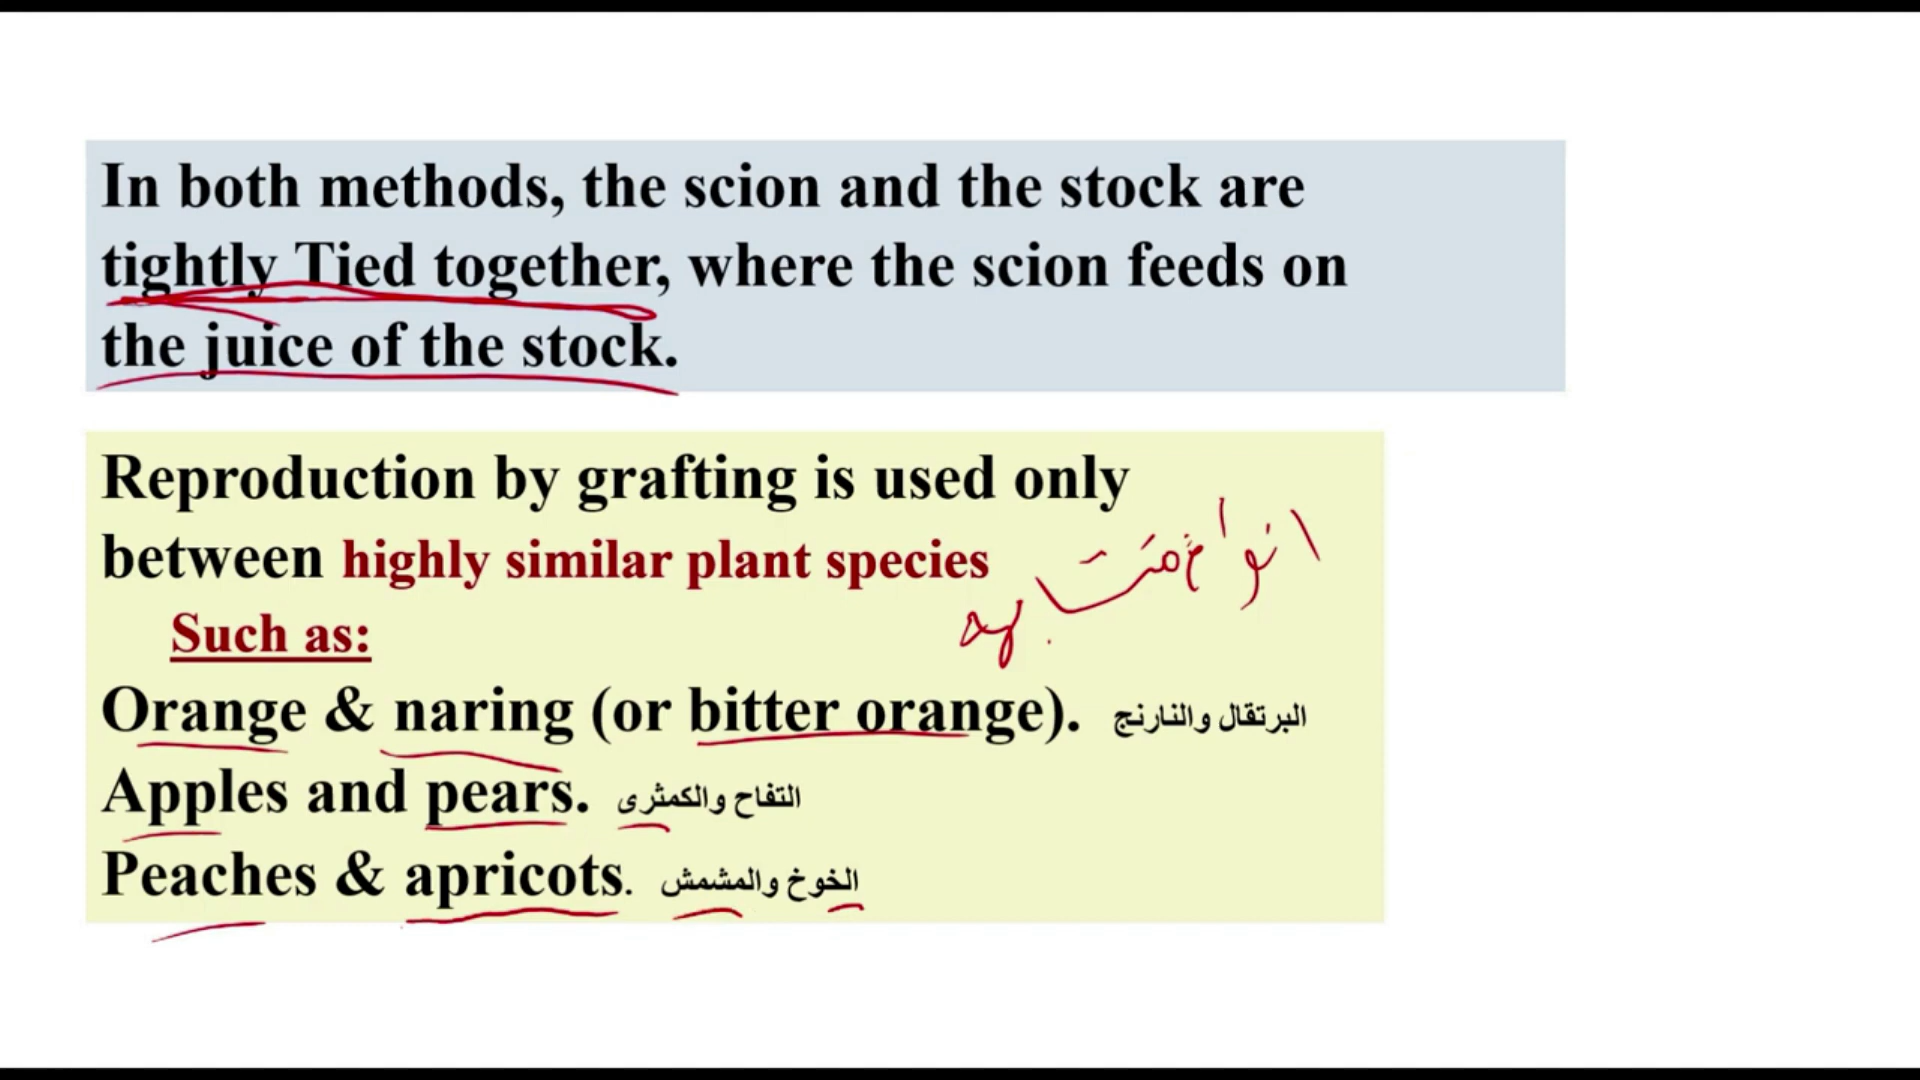 In both methods, the scion and the stock are
tightly Tied together, where the scion feeds on
the juice of the stock.
Reproduction by grafting is used only
between highly similar plant species
انواع متشابهه
Such as:
Orange & naring (or bitter orange). البرتقال والنارنج
Apples and pears. التفاح والكمثرى
Peaches & apricots. الخوخ والمشمش